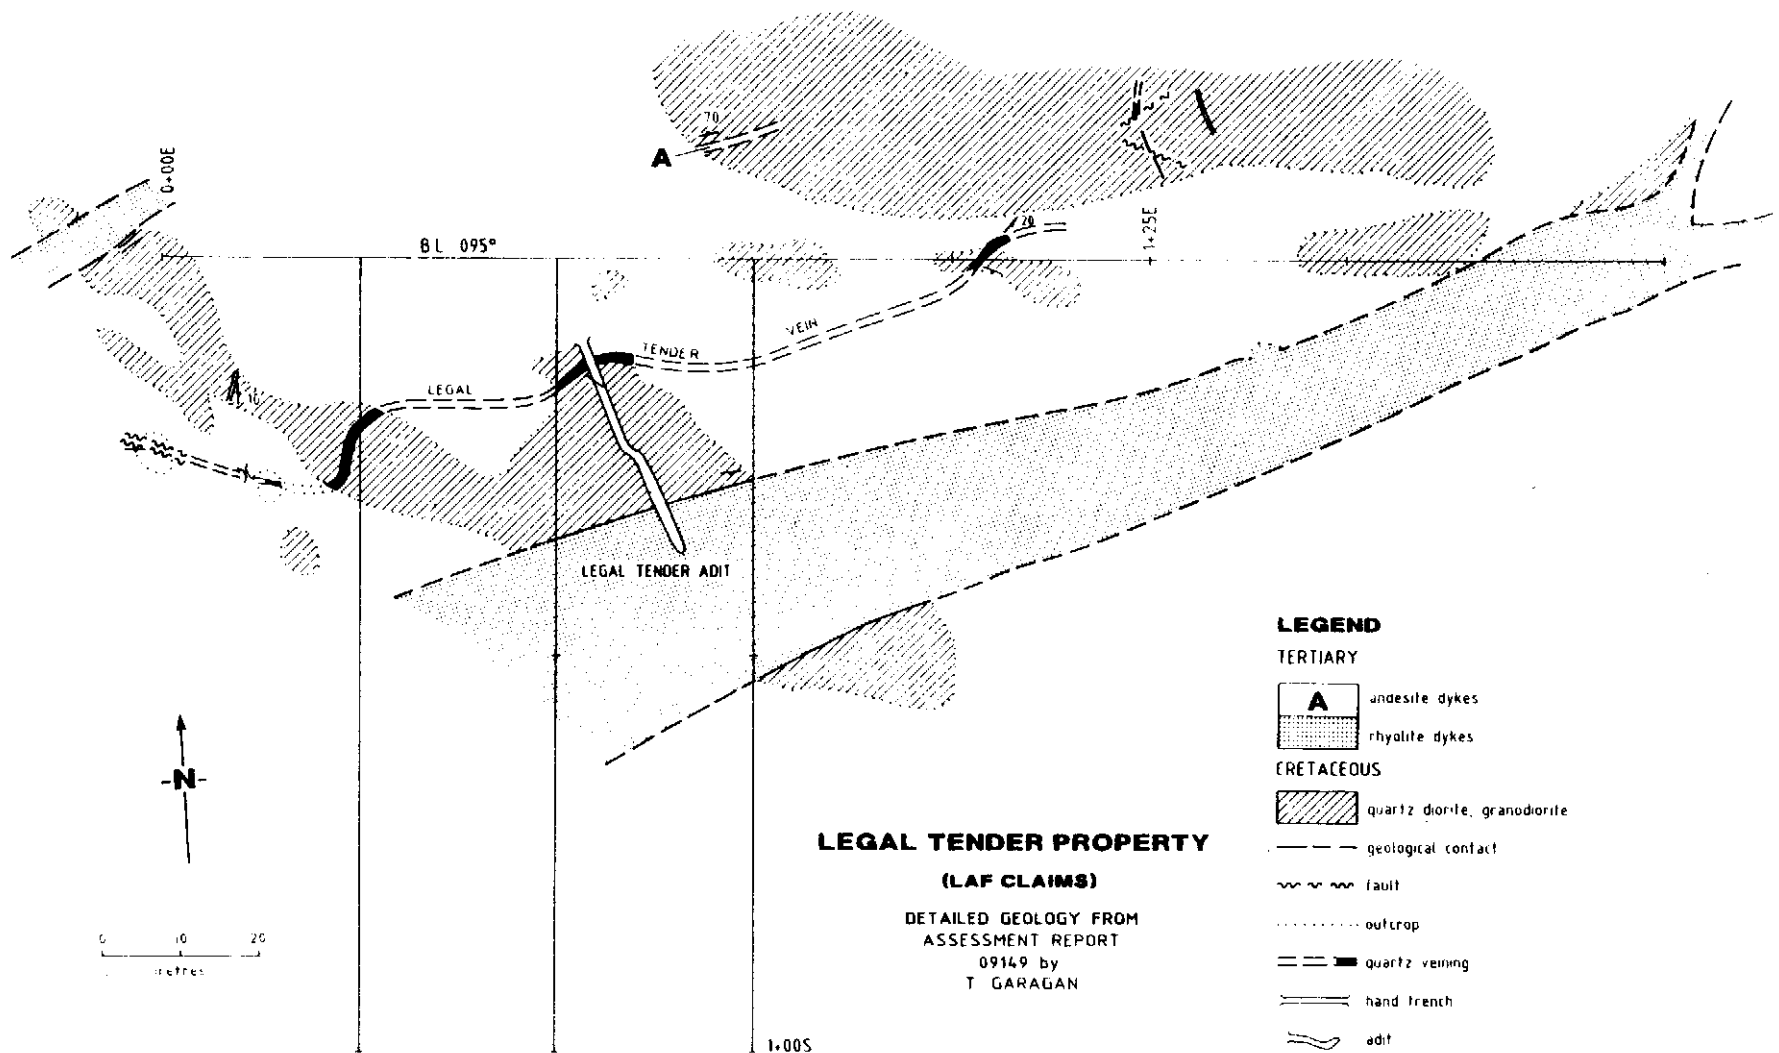 70
A
0+00E
BL 095°
1+25E
20
VEIN
TENDER
LEGAL
10
LEGAL TENDER ADIT
LEGEND
TERTIARY
A andesite dykes
rhyolite dykes
CRETACEOUS
quartz diorite, granodiorite
geological contact
fault
outcrop
quartz veining
hand trench
adit
-N-
0 10 20
metres
LEGAL TENDER PROPERTY
(LAF CLAIMS)
DETAILED GEOLOGY FROM
ASSESSMENT REPORT
09149 by
T GARAGAN
1+00S